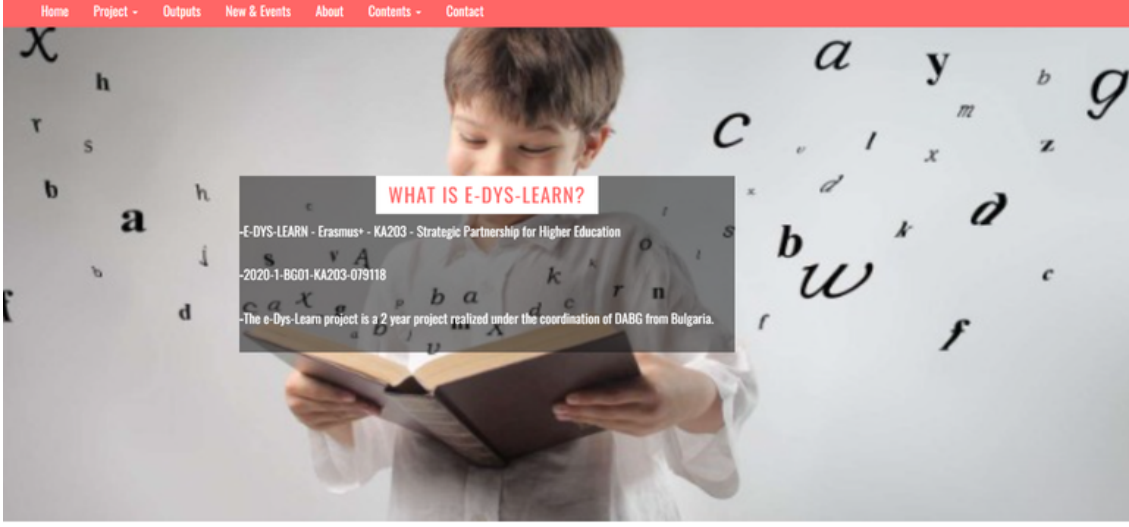 Home Project Outputs New & Events About Contents Contact
WHAT IS E-DYS-LEARN?
-E-DYS-LEARN - Erasmus+ - KA203 - Strategic Partnership for Higher Education
-2020-1-BG01-KA203-079118
-The e-Dys-Learn project is a 2 year project realized under the coordination of DABG from Bulgaria.